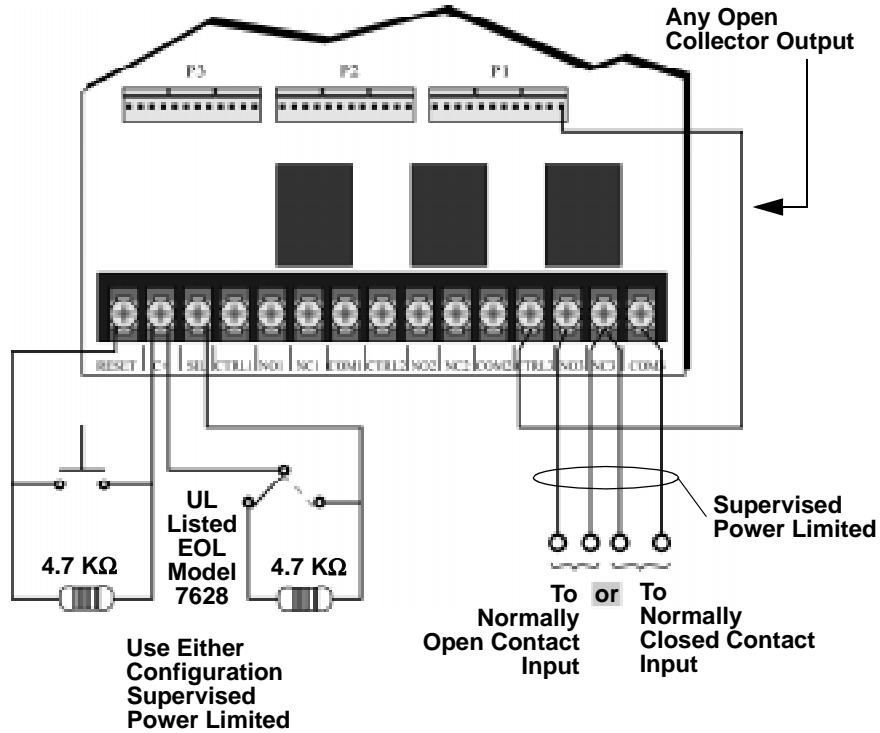 Any Open
Collector Output
P3 P2 P1
RESET C+ SIL CTRL1 NO1 NC1 COM1 CTRL2 NO2 NC2 COM2 CTRL3 NO3 NC3 COM3
UL
Listed
EOL
Model
7628
4.7 KΩ
4.7 KΩ
Supervised
Power Limited
To or To
Normally
Open Contact
Input
Normally
Closed Contact
Input
Use Either
Configuration
Supervised
Power Limited